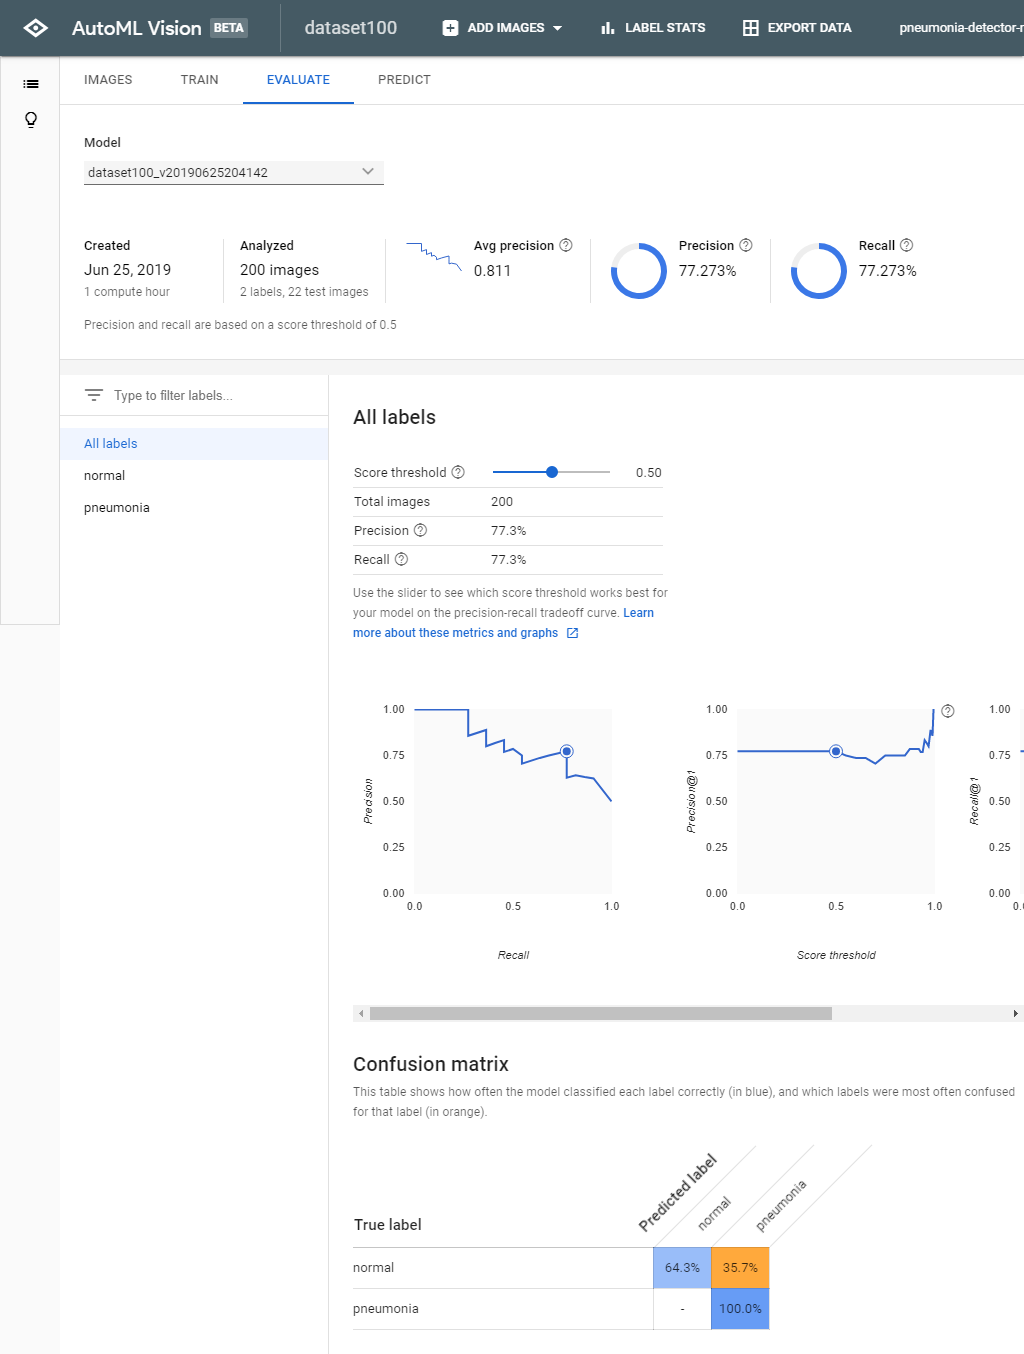 AutoML Vision BETA dataset100 ADD IMAGES LABEL STATS EXPORT DATA pneumonia-detector-
IMAGES TRAIN EVALUATE PREDICT
Model
dataset100_v20190625204142
Created Analyzed Avg precision Precision Recall
Jun 25, 2019 200 images 0.811 77.273% 77.273%
1 compute hour 2 labels, 22 test images
Precision and recall are based on a score threshold of 0.5
Type to filter labels...
All labels
normal
pneumonia
All labels
Score threshold 0.50
Total images 200
Precision 77.3%
Recall 77.3%
Use the slider to see which score threshold works best for
your model on the precision-recall tradeoff curve. Learn
more about these metrics and graphs
1.00
0.75
0.50
0.25
0.00
0.0 0.5 1.0
Precision
Recall
1.00
0.75
0.50
0.25
0.00
0.0 0.5 1.0
Precision@1
Score threshold
1.00
0.75
0.50
0.25
0.00
Recall@1
Confusion matrix
This table shows how often the model classified each label correctly (in blue), and which labels were most often confused
for that label (in orange).
Predicted label
normal
pneumonia
True label
normal 64.3% 35.7%
pneumonia - 100.0%